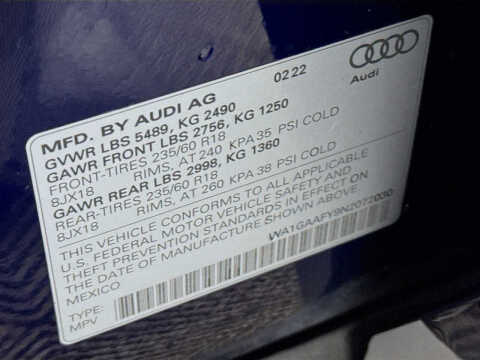 MFD. BY AUDI AG 02 22
Audi
GVWR LBS 5489, KG 2490
GAWR FRONT LBS 2756, KG 1250
FRONT-TIRES 235/60 R18
8JX18 RIMS, AT 240 KPA 35 PSI COLD
GAWR REAR LBS 2998, KG 1360
REAR-TIRES 235/60 R18
8JX18 RIMS, AT 260 KPA 38 PSI COLD
THIS VEHICLE CONFORMS TO ALL APPLICABLE
U.S. FEDERAL MOTOR VEHICLE SAFETY AND
THEFT PREVENTION STANDARDS IN EFFECT ON
THE DATE OF MANUFACTURE SHOWN ABOVE.
MEXICO WA1GAAFY9N2072030
TYPE:
MPV